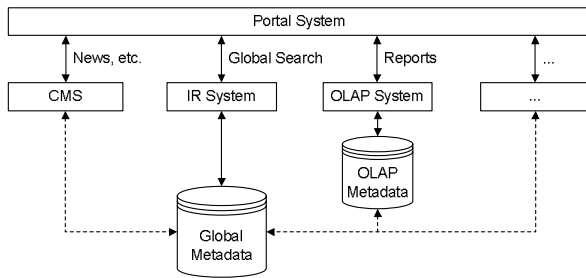 Portal System
News, etc.
Global Search
Reports
...
CMS
IR System
OLAP System
...
OLAP
Metadata
Global
Metadata